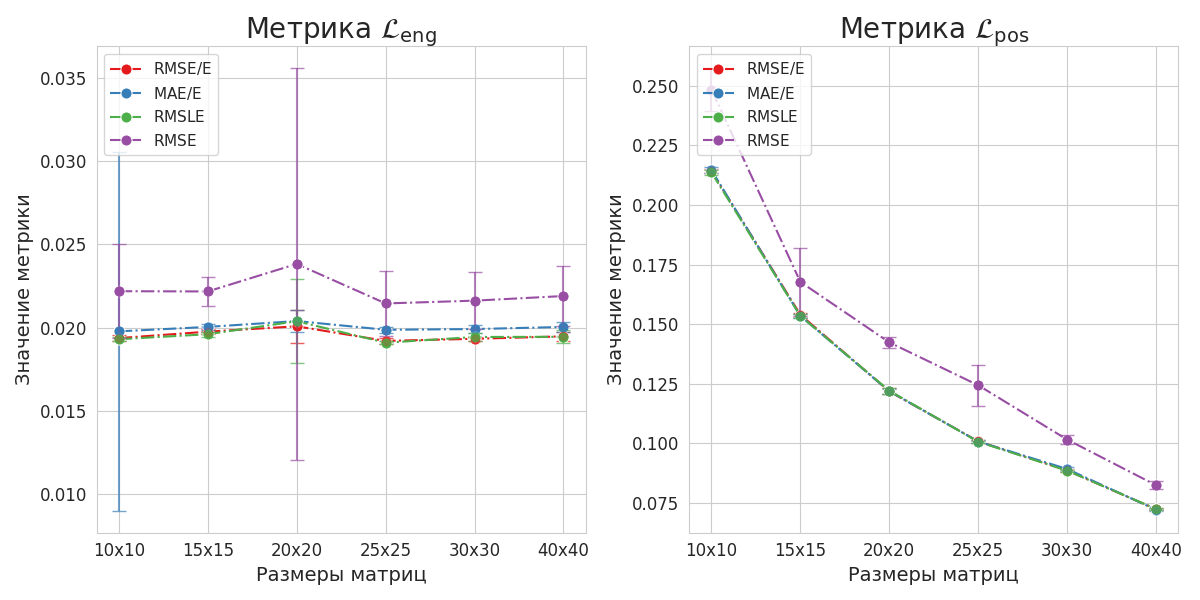 Метрика ℒeng
Значение метрики
0.035
0.030
0.025
0.020
0.015
0.010
RMSE/E
MAE/E
RMSLE
RMSE
10x10 15x15 20x20 25x25 30x30 40x40
Размеры матриц
Метрика ℒpos
Значение метрики
0.250
0.225
0.200
0.175
0.150
0.125
0.100
0.075
RMSE/E
MAE/E
RMSLE
RMSE
10x10 15x15 20x20 25x25 30x30 40x40
Размеры матриц